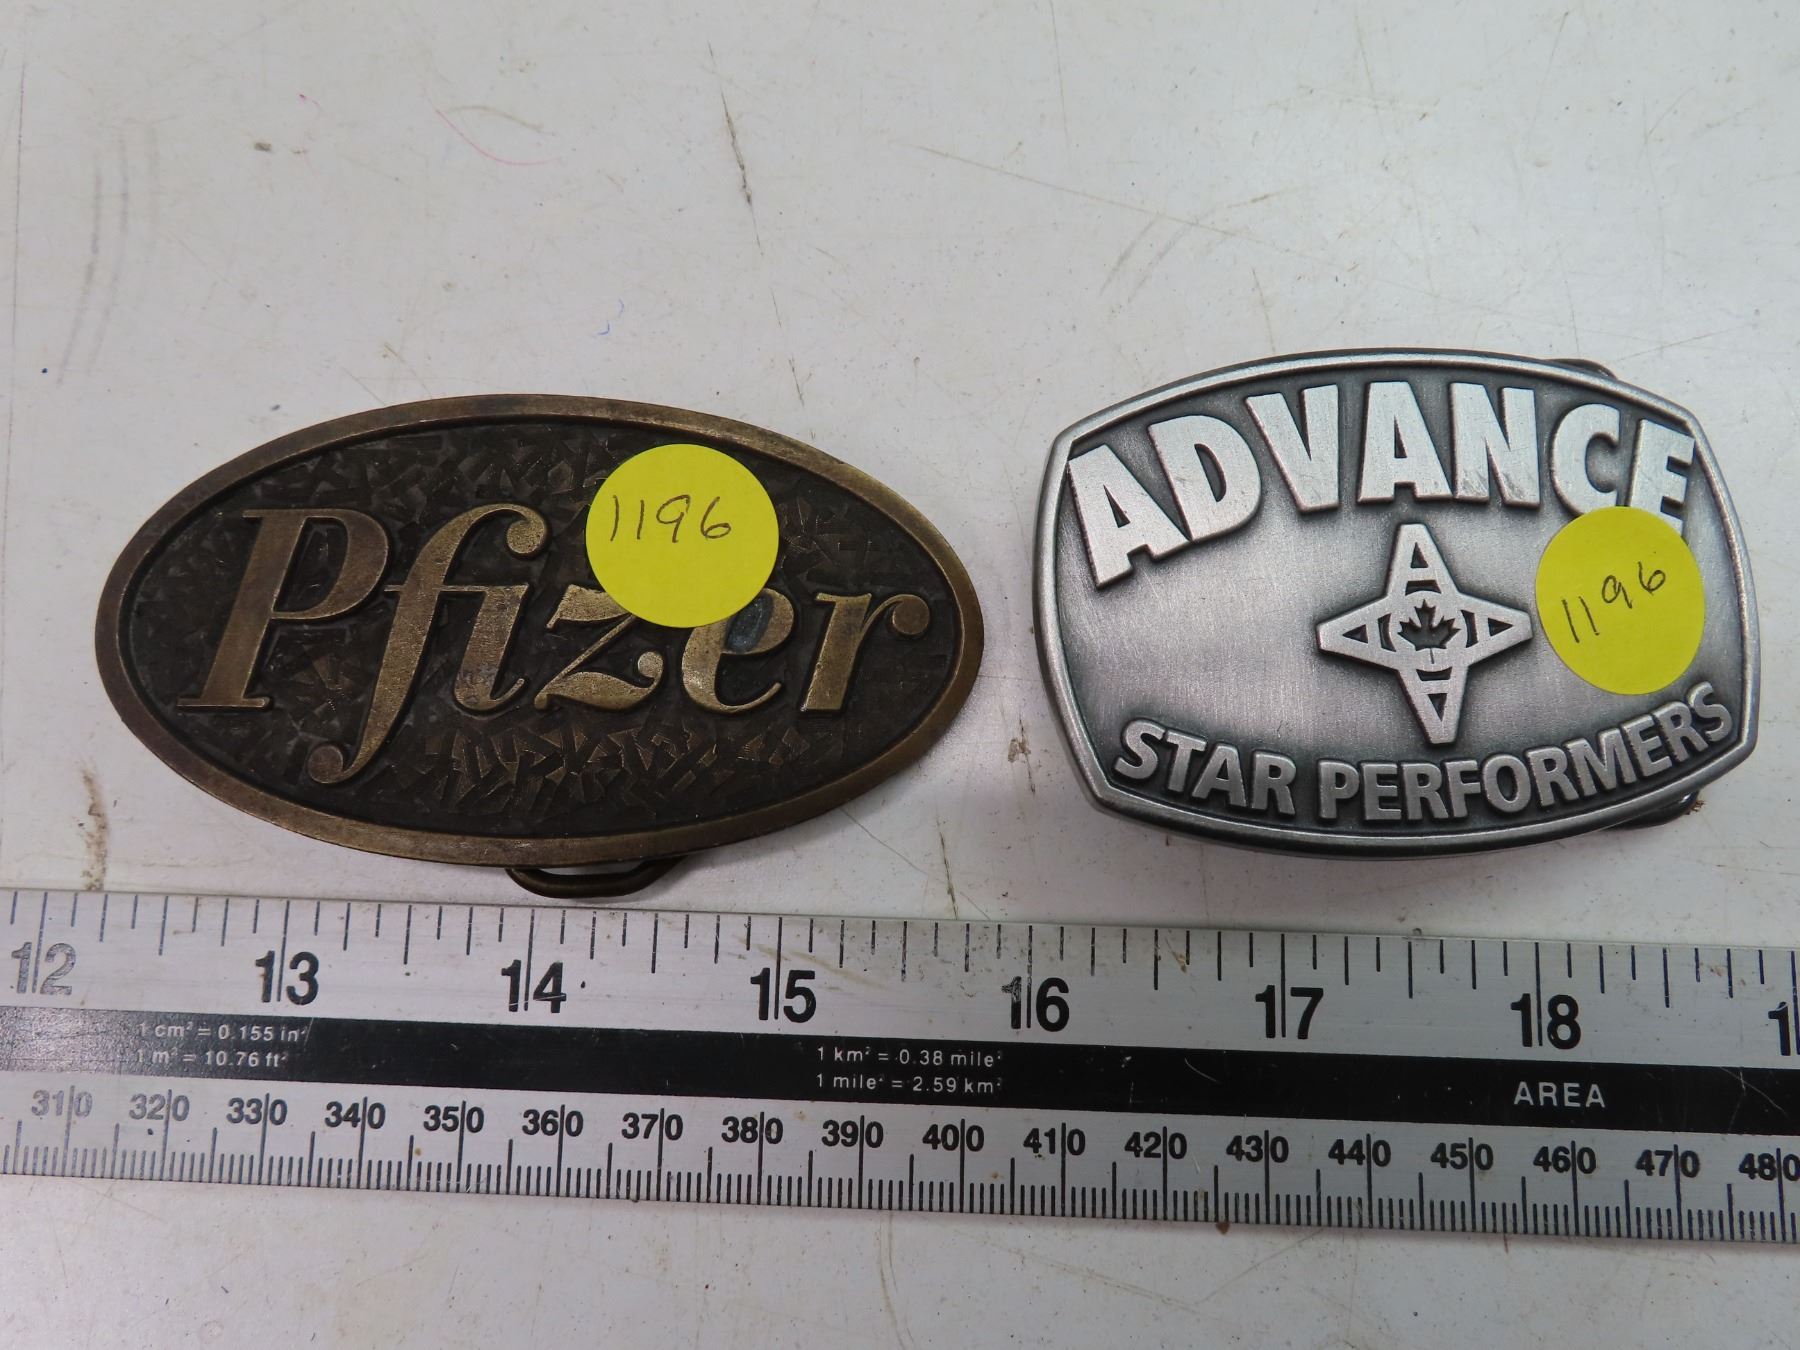 Pfizer
1196
ADVANCE
A
A A
A
1196
STAR PERFORMERS
12 13 14 15 16 17 18 1
1 cm² = 0.155 in²
1 m² = 10.76 ft²
1 km² = 0.38 mile²
1 mile² = 2.59 km²
AREA
310 320 330 340 350 360 370 380 390 400 410 420 430 440 450 460 470 480